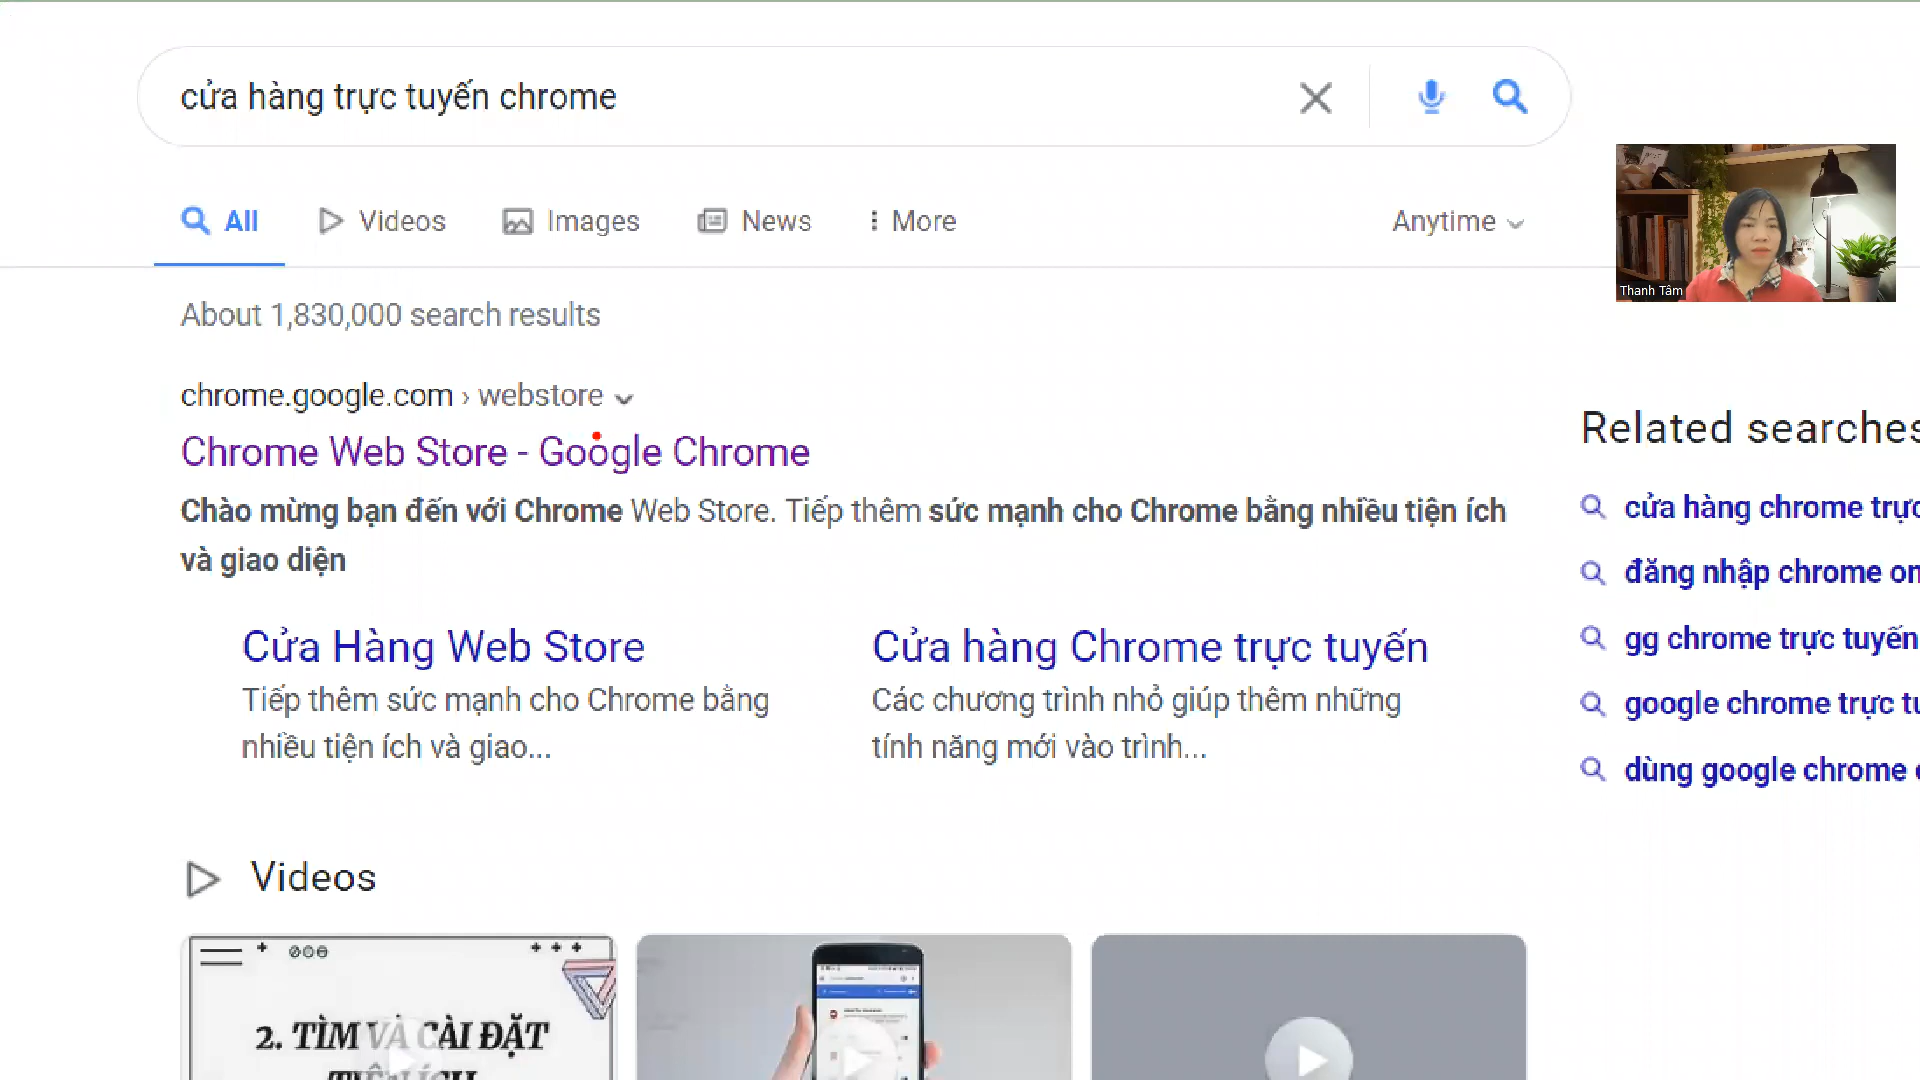 cửa hàng trực tuyến chrome
All
Videos
Images
News
More
Anytime
Thanh Tâm
About 1,830,000 search results
chrome.google.com › webstore
Chrome Web Store - Google Chrome
Chào mừng bạn đến với Chrome Web Store. Tiếp thêm sức mạnh cho Chrome bằng nhiều tiện ích
và giao diện
Cửa Hàng Web Store
Tiếp thêm sức mạnh cho Chrome bằng
nhiều tiện ích và giao...
Cửa hàng Chrome trực tuyến
Các chương trình nhỏ giúp thêm những
tính năng mới vào trình...
Related searches
cửa hàng chrome trực
đăng nhập chrome on
gg chrome trực tuyến
google chrome trực
dùng google chrome
Videos
2. TÌM VÀ CÀI ĐẶT
TIỆN ÍCH